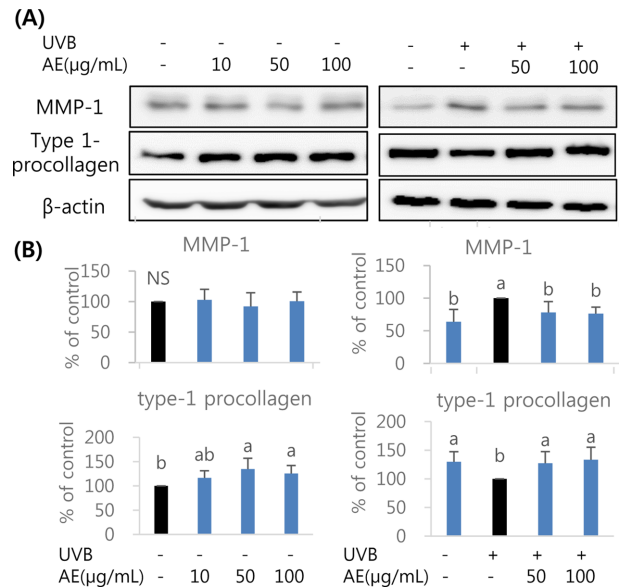 (A)
UVB - - - - - + + +
AE(μg/mL) - 10 50 100 - - 50 100
MMP-1
Type 1-
procollagen
β-actin
(B)
MMP-1 MMP-1
% of control
150
100
50
0
NS
% of control
150
100
50
0
b a b b
type-1 procollagen type-1 procollagen
% of control
200
150
100
50
0
b ab a a
% of control
150
100
50
0
a b a a
UVB - - - - UVB - + + +
AE(μg/mL) - 10 50 100 AE(μg/mL) - - 50 100